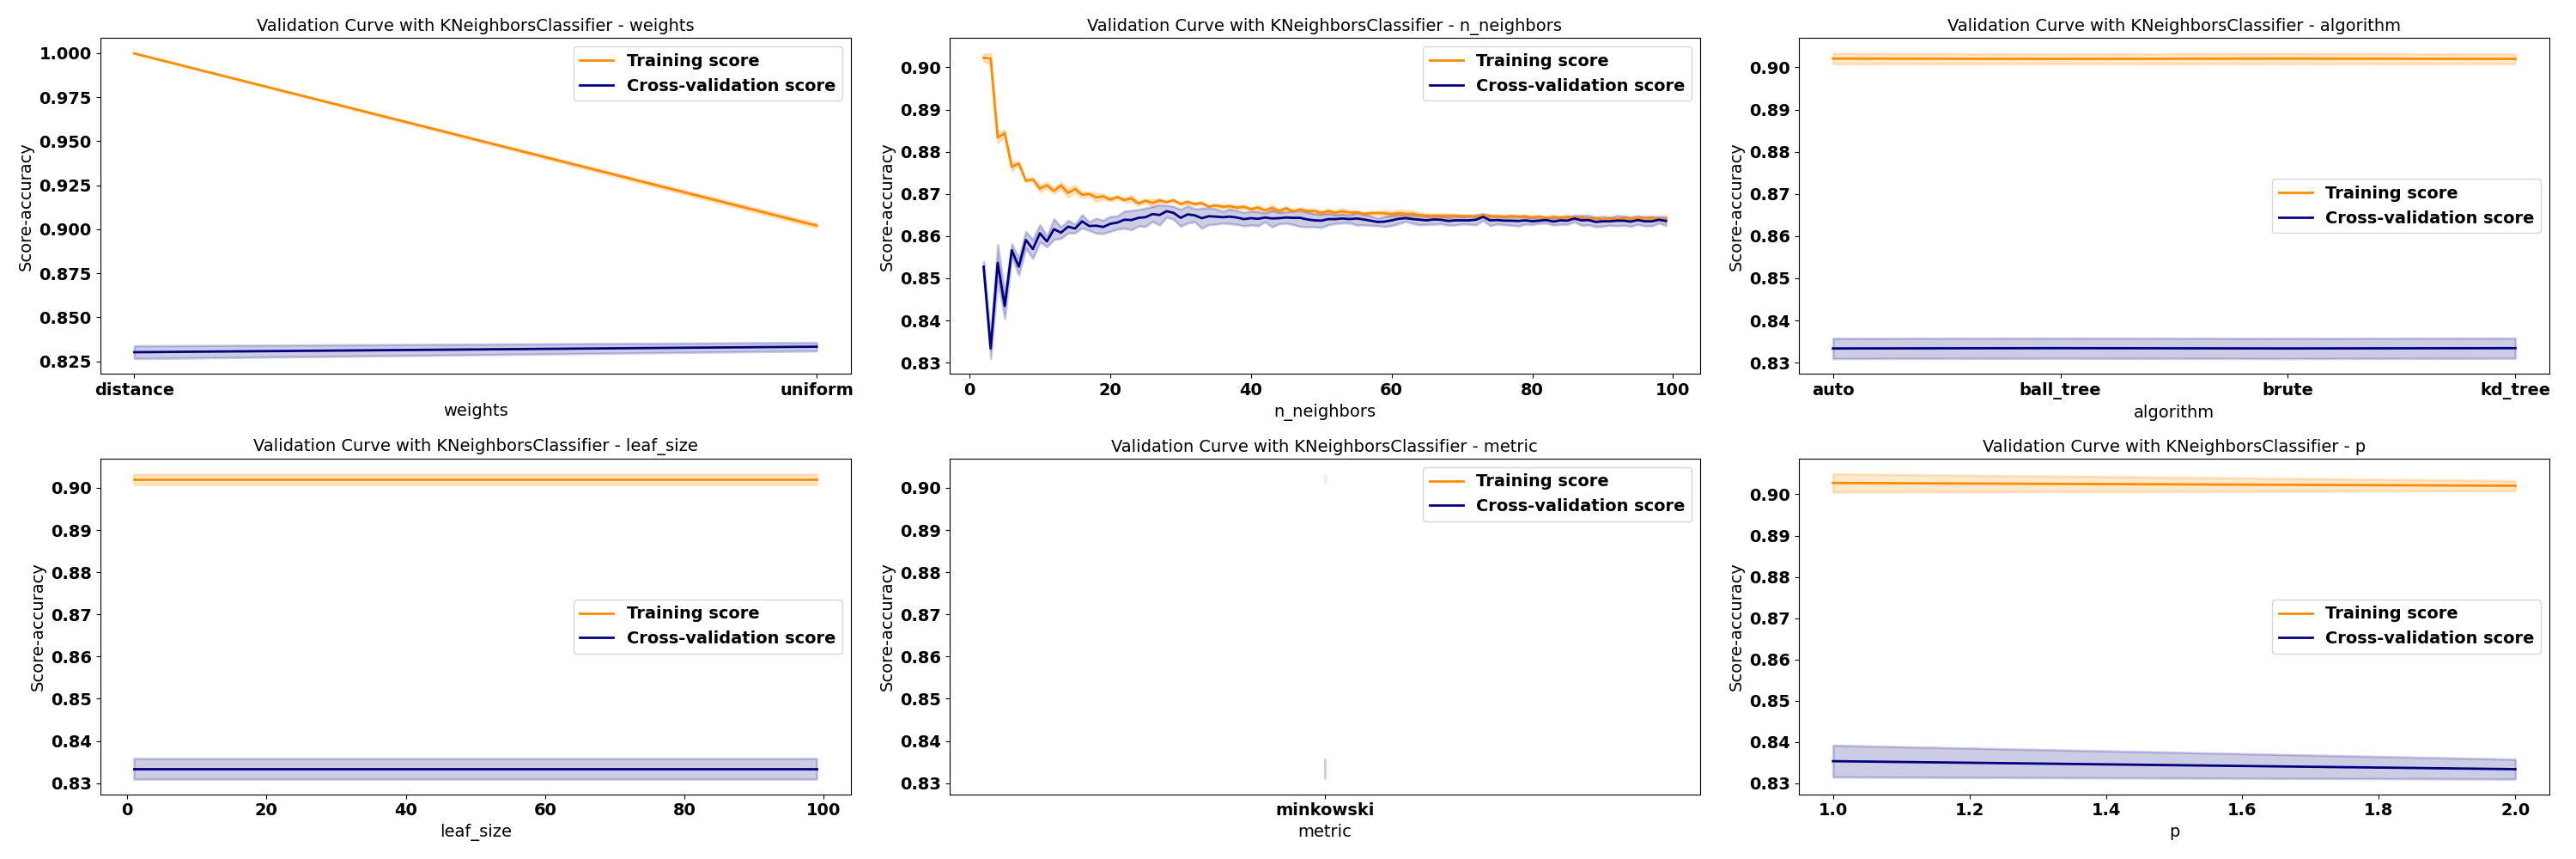 Validation Curve with KNeighborsClassifier - weights
Score-accuracy
1.000
0.975
0.950
0.925
0.900
0.875
0.850
0.825
Training score
Cross-validation score
distance
uniform
weights
Validation Curve with KNeighborsClassifier - n_neighbors
Score-accuracy
0.90
0.89
0.88
0.87
0.86
0.85
0.84
0.83
Training score
Cross-validation score
0 20 40 60 80 100
n_neighbors
Validation Curve with KNeighborsClassifier - algorithm
Score-accuracy
0.90
0.89
0.88
0.87
0.86
0.85
0.84
0.83
Training score
Cross-validation score
auto ball_tree brute kd_tree
algorithm
Validation Curve with KNeighborsClassifier - leaf_size
Score-accuracy
0.90
0.89
0.88
0.87
0.86
0.85
0.84
0.83
Training score
Cross-validation score
0 20 40 60 80 100
leaf_size
Validation Curve with KNeighborsClassifier - metric
Score-accuracy
0.90
0.89
0.88
0.87
0.86
0.85
0.84
0.83
Training score
Cross-validation score
minkowski
metric
Validation Curve with KNeighborsClassifier - p
Score-accuracy
0.90
0.89
0.88
0.87
0.86
0.85
0.84
0.83
Training score
Cross-validation score
1.0 1.2 1.4 1.6 1.8 2.0
p